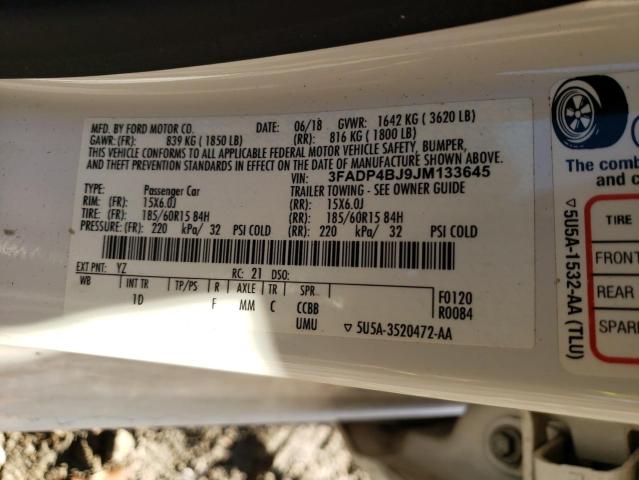 MFD. BY FORD MOTOR CO. DATE: 06/18 GVWR: 1642 KG ( 3620 LB)
GAWR: (FR): 839 KG ( 1850 LB) (RR): 816 KG ( 1800 LB)
THIS VEHICLE CONFORMS TO ALL APPLICABLE FEDERAL MOTOR VEHICLE SAFETY, BUMPER,
AND THEFT PREVENTION STANDARDS IN EFFECT ON THE DATE OF MANUFACTURE SHOWN ABOVE.
VIN: 3FADP4BJ9JM133645
TYPE: Passenger Car TRAILER TOWING - SEE OWNER GUIDE
RIM: (FR): 15X6.0J (RR): 15X6.0J
TIRE: (FR): 185/60R15 84H (RR): 185/60R15 84H
PRESSURE: (FR): 220 kPa/ 32 PSI COLD (RR): 220 kPa/ 32 PSI COLD
EXT PNT: YZ RC: 21 DSO:
WB INT TR TP/PS R AXLE TR SPR
1D F MM C CCBB
UMU
F0120
R0084
▽ 5U5A-3520472-AA
The comb
and c
▽ 5U5A-1532-AA (TLU)
TIRE
FRONT
REAR
SPAR